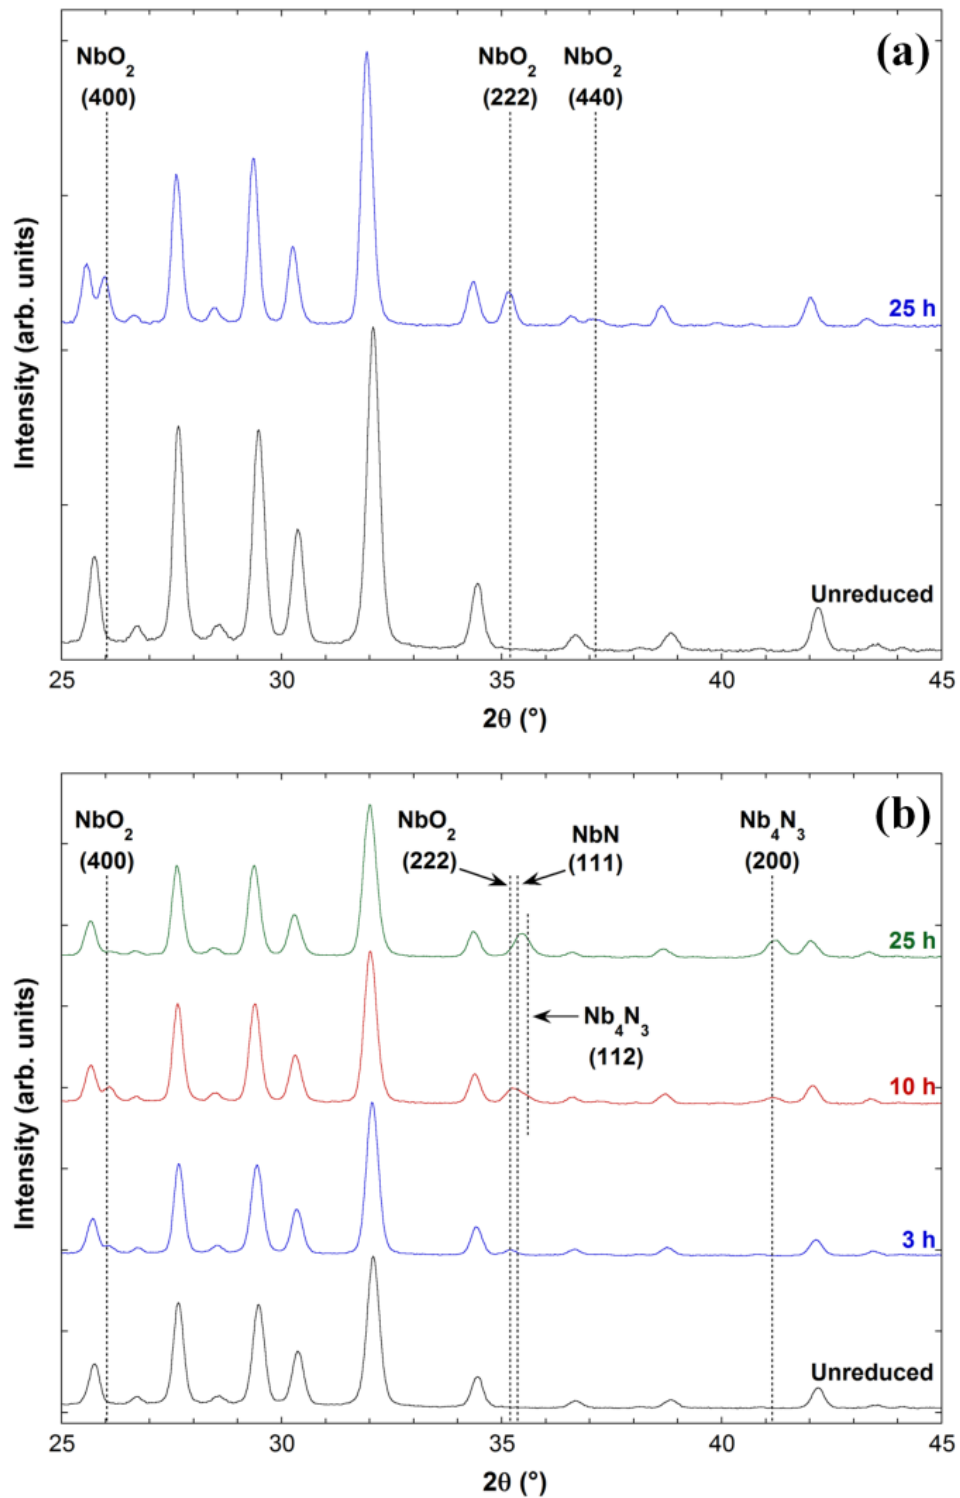 (a)
NbO₂
(400)
NbO₂
(222)
NbO₂
(440)
25 h
Unreduced
Intensity (arb. units)
25 30 35 40 45
2θ (°)
(b)
NbO₂
(400)
NbO₂
(222)
NbN
(111)
Nb₄N₃
(200)
25 h
Nb₄N₃
(112)
10 h
3 h
Unreduced
Intensity (arb. units)
25 30 35 40 45
2θ (°)